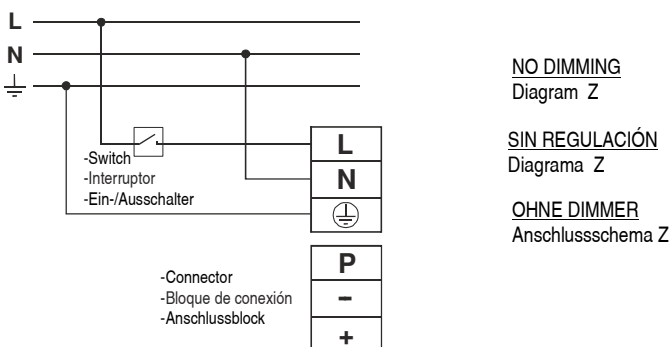 L
N
NO DIMMING
Diagram Z
SIN REGULACIÓN
Diagrama Z
OHNE DIMMER
Anschlussschema Z
-Switch
-Interruptor
-Ein-/Ausschalter
L
N
-Connector
-Bloque de conexión
-Anschlussblock
P
-
+